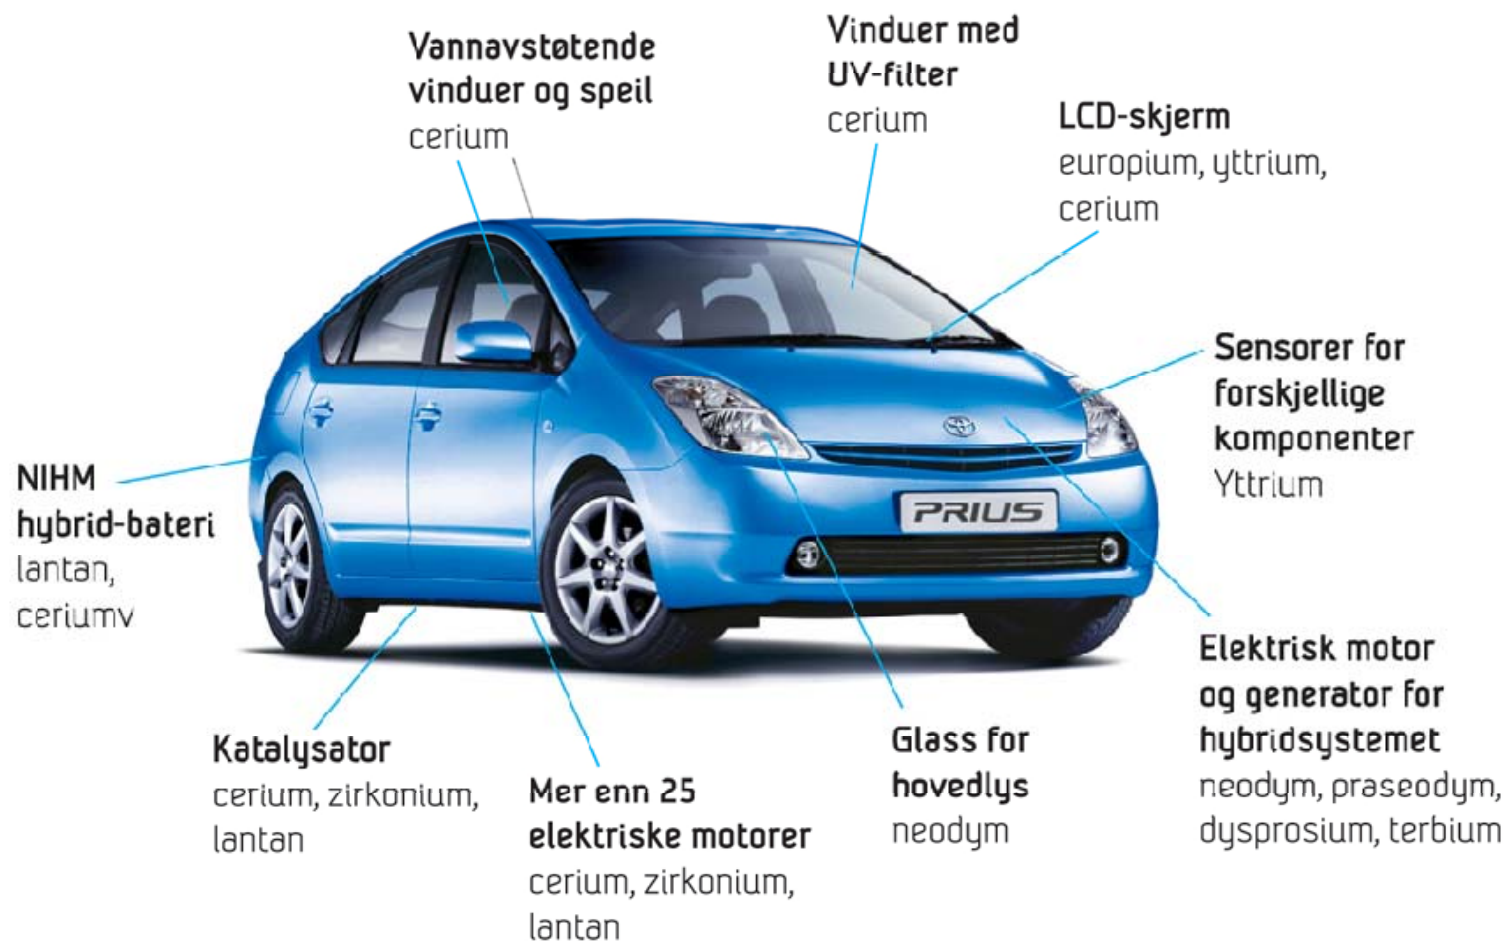 Vannavstøtende
vinduer og speil
cerium
Vinduer med
UV-filter
cerium
LCD-skjerm
europium, yttrium,
cerium
Sensorer for
forskjellige
komponenter
Yttrium
NIHM
hybrid-bateri
lantan,
ceriumv
PRIUS
Elektrisk motor
og generator for
hybridsystemet
neodym, praseodym,
dysprosium, terbium
Katalysator
cerium, zirkonium,
lantan
Mer enn 25
elektriske motorer
cerium, zirkonium,
lantan
Glass for
hovedlys
neodym